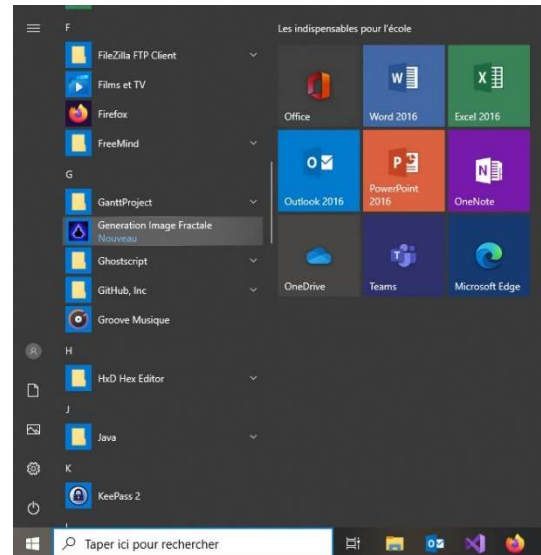 F
FileZilla FTP Client
Films et TV
Firefox
FreeMind
G
GanttProject
Generation Image Fractale
Nouveau
Ghostscript
GitHub, Inc
Groove Musique
H
HxD Hex Editor
J
Java
K
KeePass 2
Les indispensables pour l'école
Office
Word 2016
Excel 2016
Outlook 2016
PowerPoint
2016
OneNote
OneDrive
Teams
Microsoft Edge
Taper ici pour rechercher